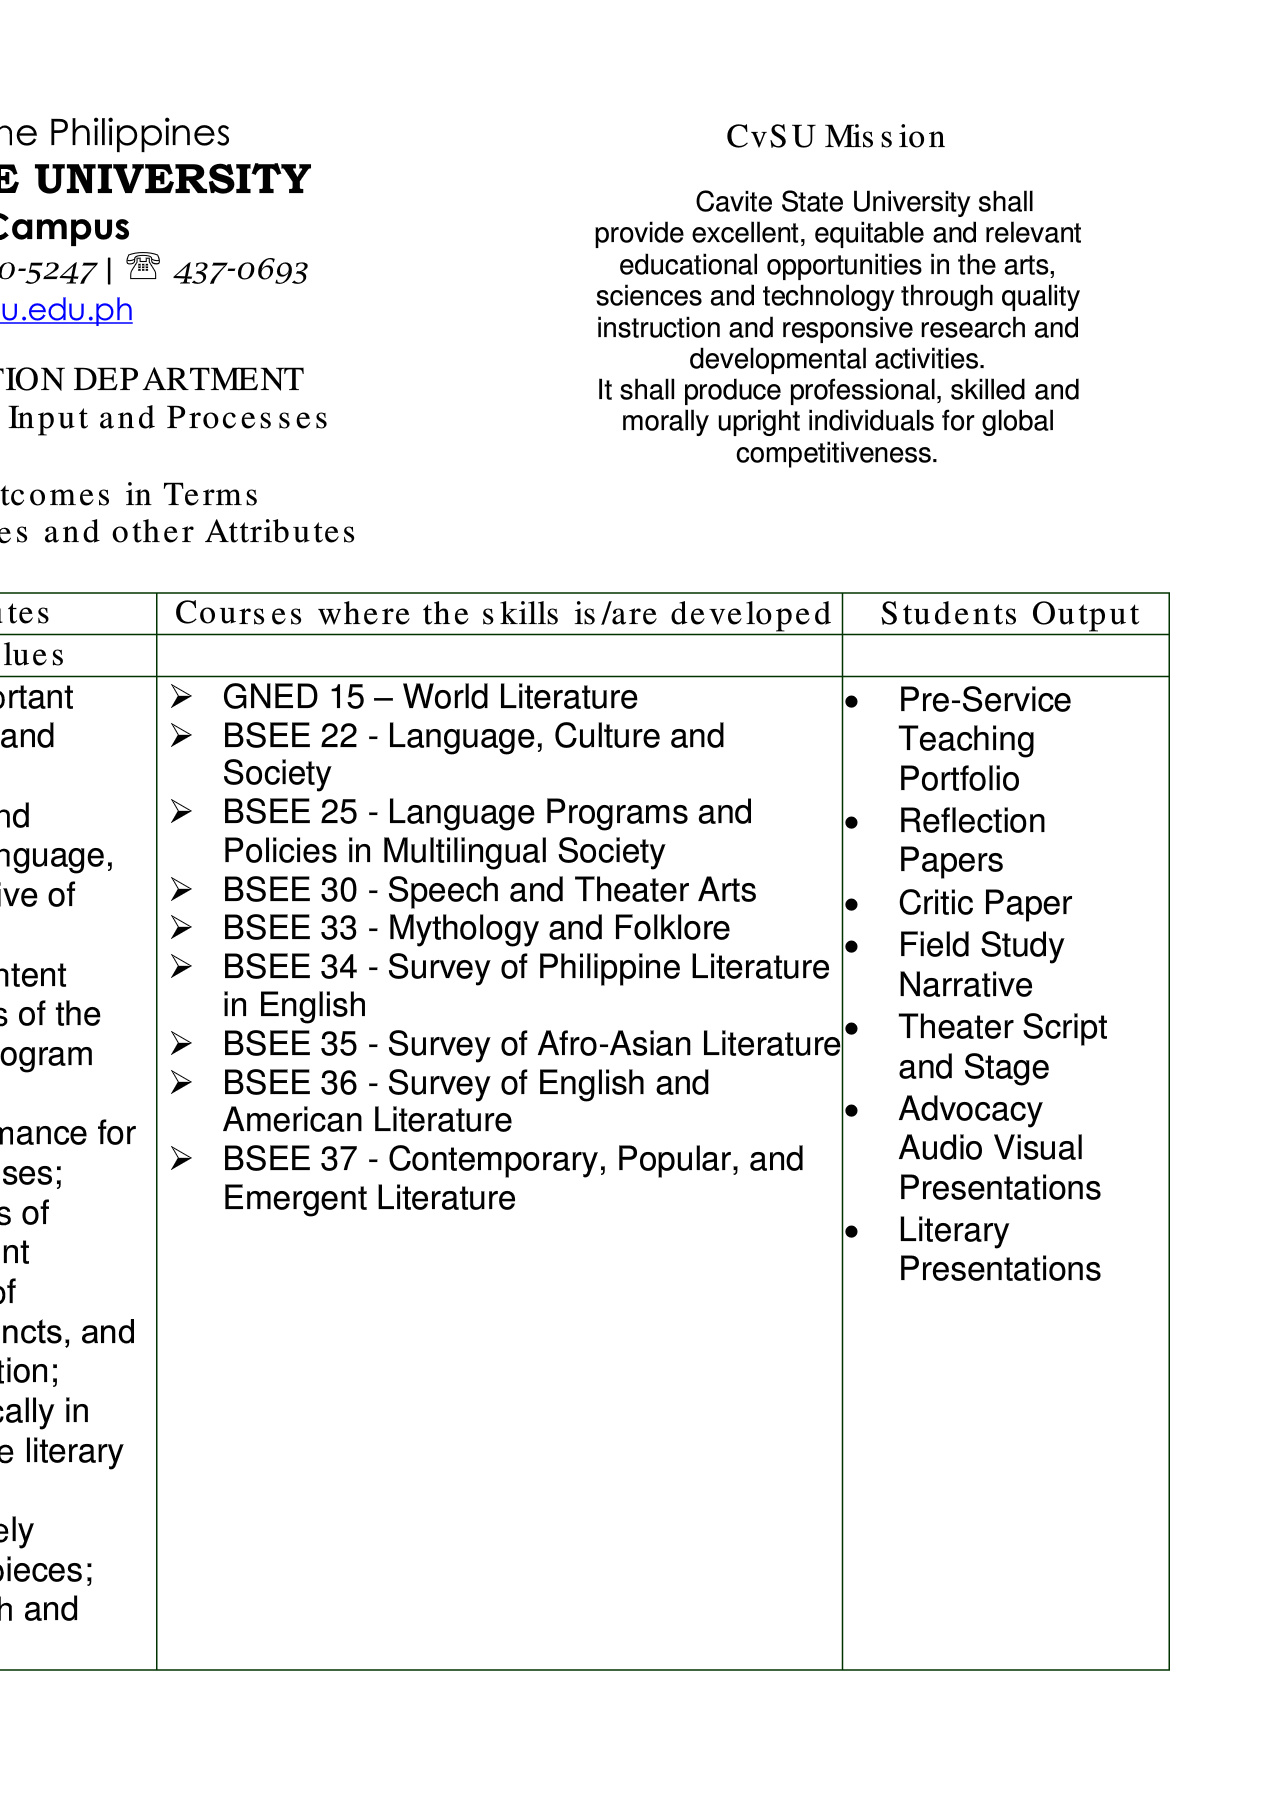 ne Philippines
E UNIVERSITY
Campus
0-5247 | ☏ 437-0693
u.edu.ph
TION DEPARTMENT
Input and Processes
tcomes in Terms
es and other Attributes
CvSU Mission
Cavite State University shall
provide excellent, equitable and relevant
educational opportunities in the arts,
sciences and technology through quality
instruction and responsive research and
developmental activities.
It shall produce professional, skilled and
morally upright individuals for global
competitiveness.
utes
lues
ortant
and
nd
nguage,
ive of
ntent
s of the
ogram
mance for
ses;
s of
nt
of
ncts, and
tion;
cally in
e literary
ely
pieces;
h and
Courses where the skills is/are developed
➢ GNED 15 – World Literature
➢ BSEE 22 - Language, Culture and
Society
➢ BSEE 25 - Language Programs and
Policies in Multilingual Society
➢ BSEE 30 - Speech and Theater Arts
➢ BSEE 33 - Mythology and Folklore
➢ BSEE 34 - Survey of Philippine Literature
in English
➢ BSEE 35 - Survey of Afro-Asian Literature
➢ BSEE 36 - Survey of English and
American Literature
➢ BSEE 37 - Contemporary, Popular, and
Emergent Literature
Students Output
• Pre-Service
Teaching
Portfolio
• Reflection
Papers
• Critic Paper
• Field Study
Narrative
• Theater Script
and Stage
• Advocacy
Audio Visual
Presentations
• Literary
Presentations